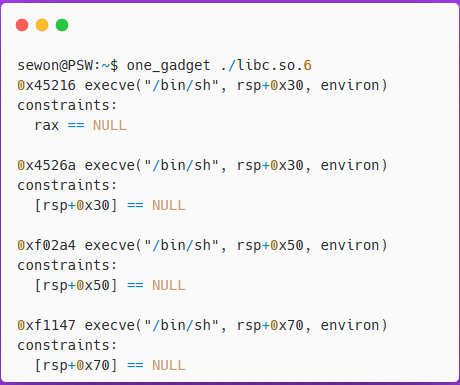 sewon@PSW:~$ one_gadget ./libc.so.6
0x45216 execve("/bin/sh", rsp+0x30, environ)
constraints:
  rax == NULL

0x4526a execve("/bin/sh", rsp+0x30, environ)
constraints:
  [rsp+0x30] == NULL

0xf02a4 execve("/bin/sh", rsp+0x50, environ)
constraints:
  [rsp+0x50] == NULL

0xf1147 execve("/bin/sh", rsp+0x70, environ)
constraints:
  [rsp+0x70] == NULL